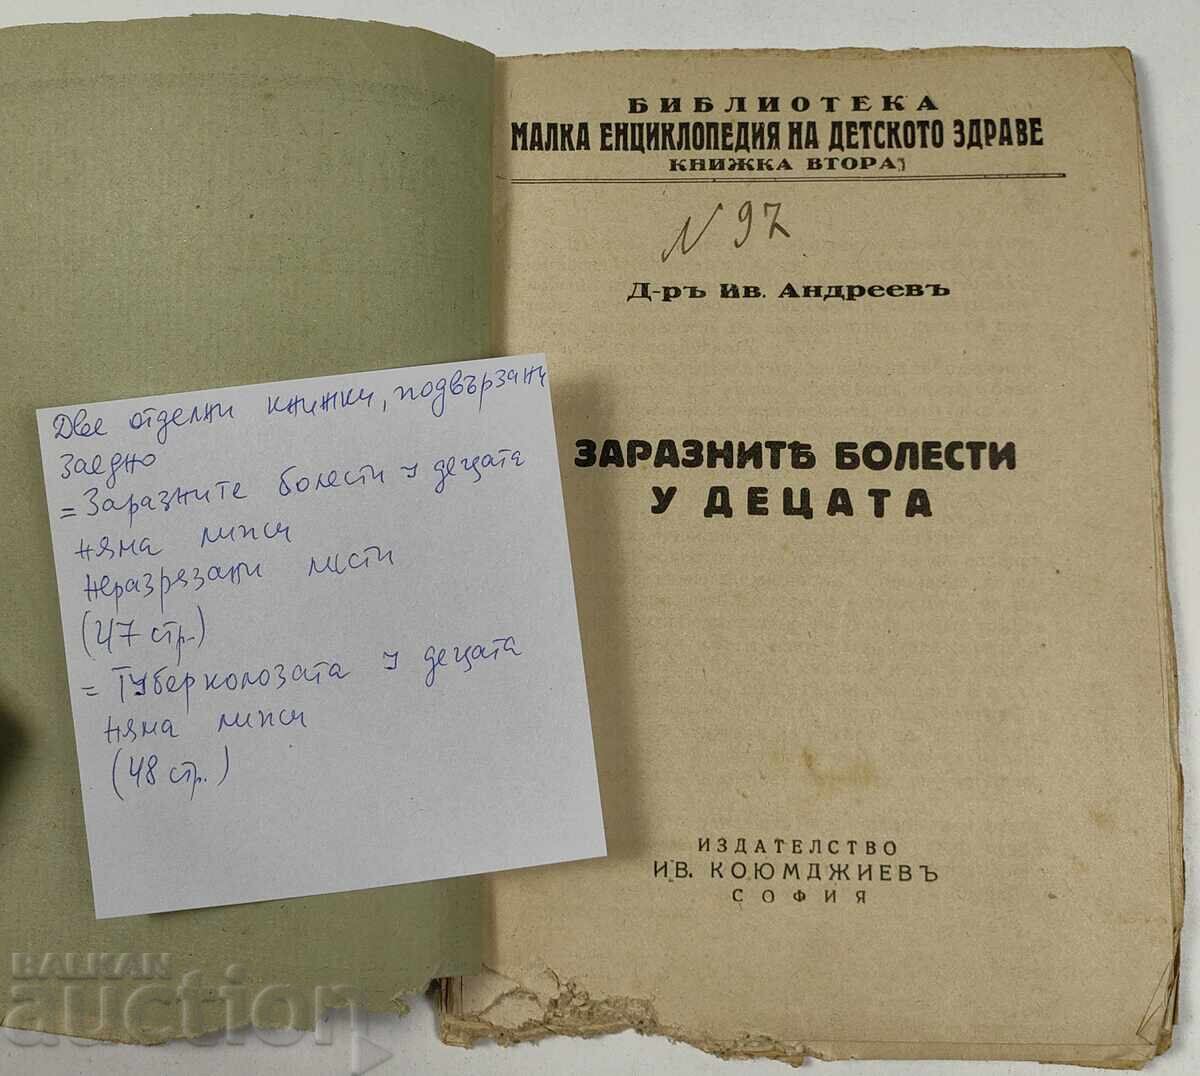 Две отделни книжки, подвързани
заедно
= Заразните болести у децата
няма липси
неразрязани листи
(47 стр.)
= Туберколозата у децата
няма липси
(48 стр.)
БИБЛИОТЕКА
МАЛКА ЕНЦИКЛОПЕДИЯ НА ДЕТСКОТО ЗДРАВЕ
КНИЖКА ВТОРА
N 97
Д-ръ Ив. Андреевъ
ЗАРАЗНИТѢ БОЛЕСТИ
У ДЕЦАТА
ИЗДАТЕЛСТВО
ИВ. КОЮМДЖИЕВЪ
СОФИЯ
BALKAN
auction